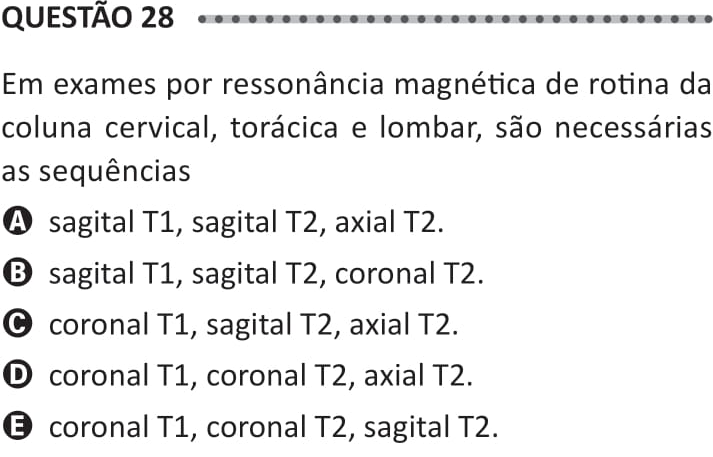 QUESTÃO 28
Em exames por ressonância magnética de rotina da
coluna cervical, torácica e lombar, são necessárias
as sequências
A sagital T1, sagital T2, axial T2.
B sagital T1, sagital T2, coronal T2.
C coronal T1, sagital T2, axial T2.
D coronal T1, coronal T2, axial T2.
E coronal T1, coronal T2, sagital T2.